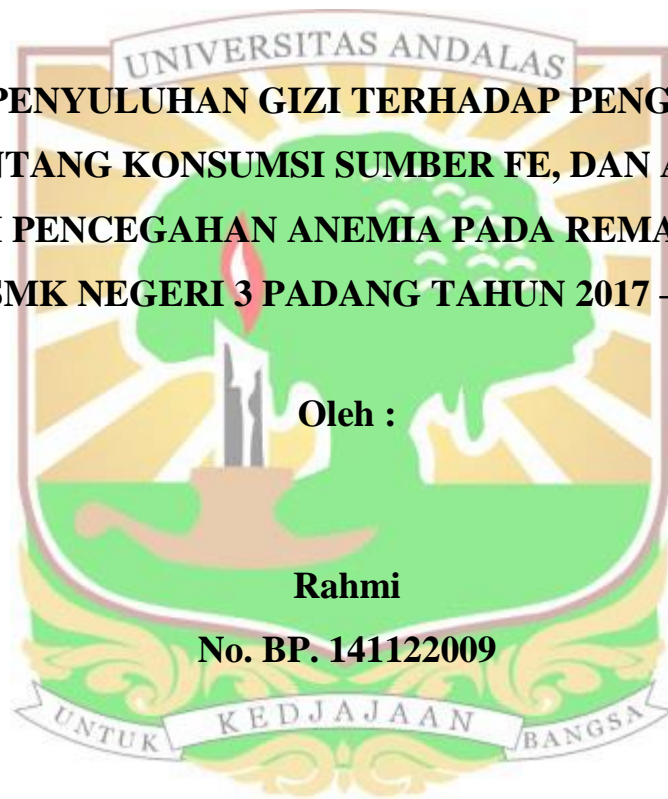 UNIVERSITAS ANDALAS
PENYULUHAN GIZI TERHADAP PENG
NTANG KONSUMSI SUMBER FE, DAN A
PENCEGAHAN ANEMIA PADA REMA
SMK NEGERI 3 PADANG TAHUN 2017 –
Oleh :
Rahmi
No. BP. 141122009
UNTUK KEDJAJAAN BANGSA